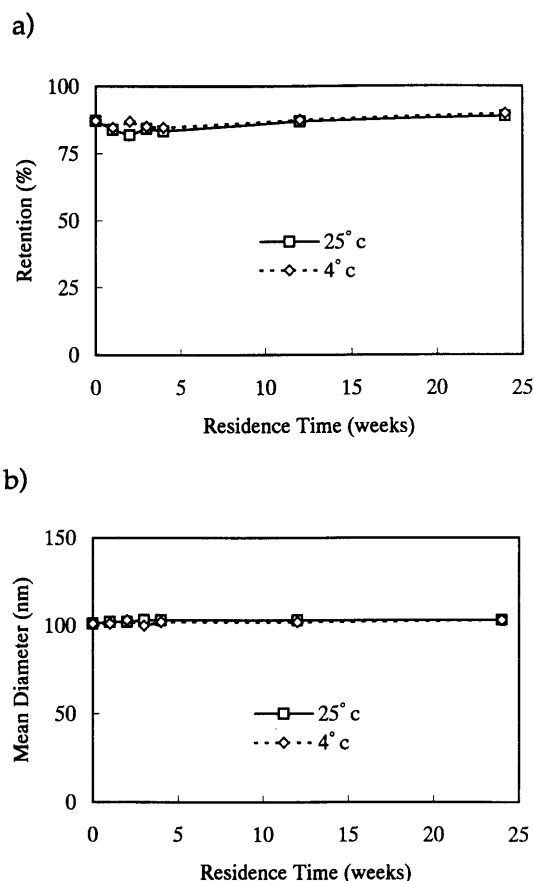 a)
100
75
50
25
0
Retention (%)
25° c
4° c
0 5 10 15 20 25
Residence Time (weeks)
b)
150
100
50
0
Mean Diameter (nm)
25° c
4° c
0 5 10 15 20 25
Residence Time (weeks)